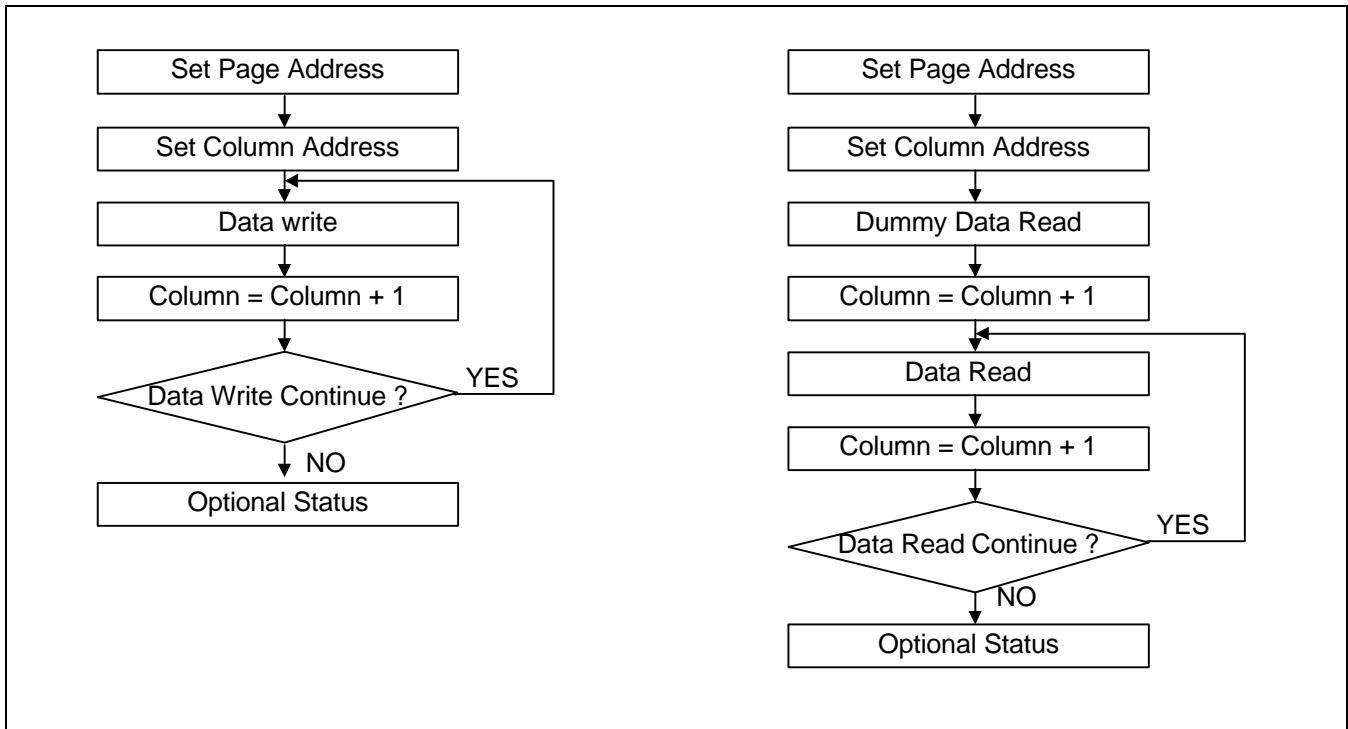 Set Page Address
Set Column Address
Data write
Column = Column + 1
Data Write Continue ?
YES
NO
Optional Status
Set Page Address
Set Column Address
Dummy Data Read
Column = Column + 1
Data Read
Column = Column + 1
Data Read Continue ?
YES
NO
Optional Status